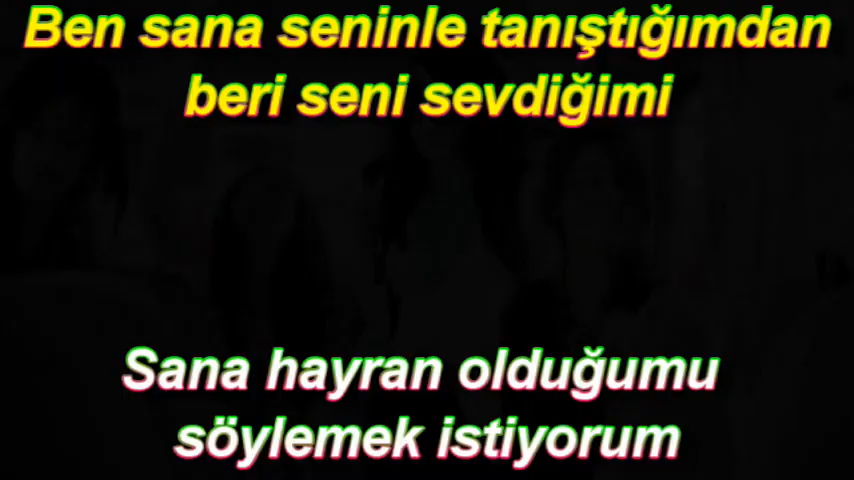 Ben sana seninle tanıştığımdan
beri seni sevdiğimi
Sana hayran olduğumu
söylemek istiyorum